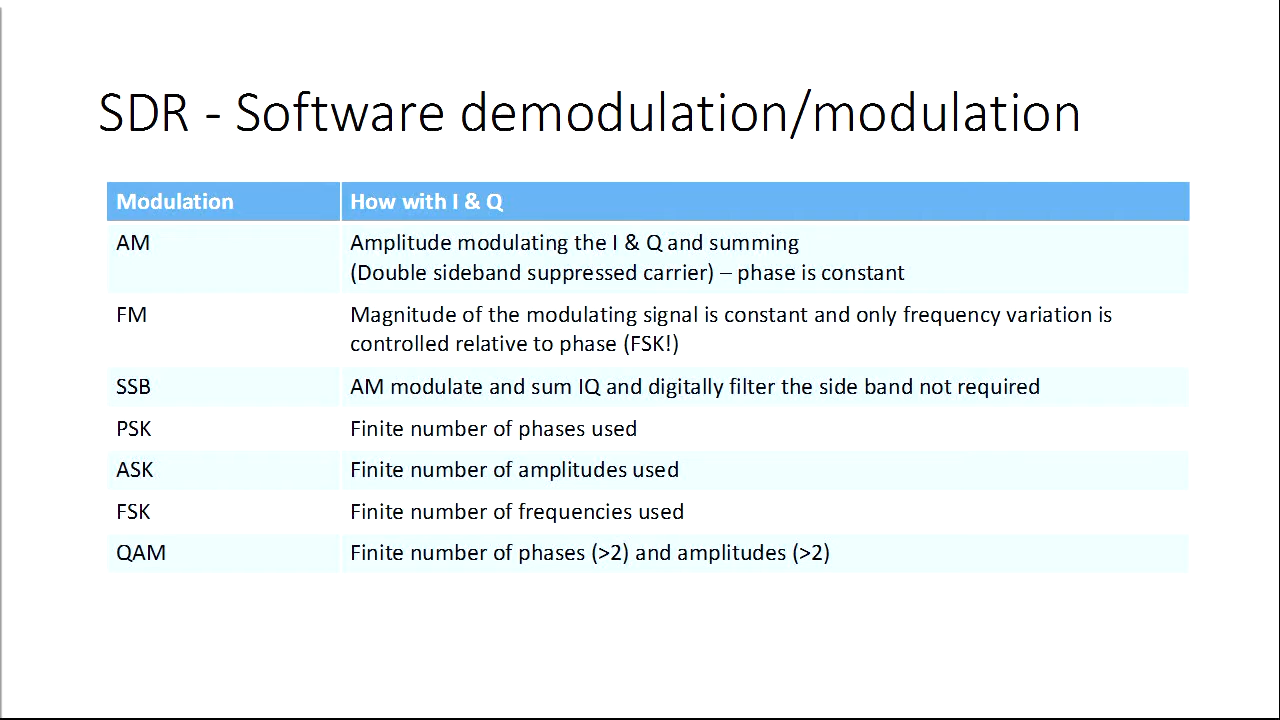 SDR - Software demodulation/modulation
Modulation How with I & Q
AM Amplitude modulating the I & Q and summing
(Double sideband suppressed carrier) – phase is constant
FM Magnitude of the modulating signal is constant and only frequency variation is
controlled relative to phase (FSK!)
SSB AM modulate and sum IQ and digitally filter the side band not required
PSK Finite number of phases used
ASK Finite number of amplitudes used
FSK Finite number of frequencies used
QAM Finite number of phases (>2) and amplitudes (>2)